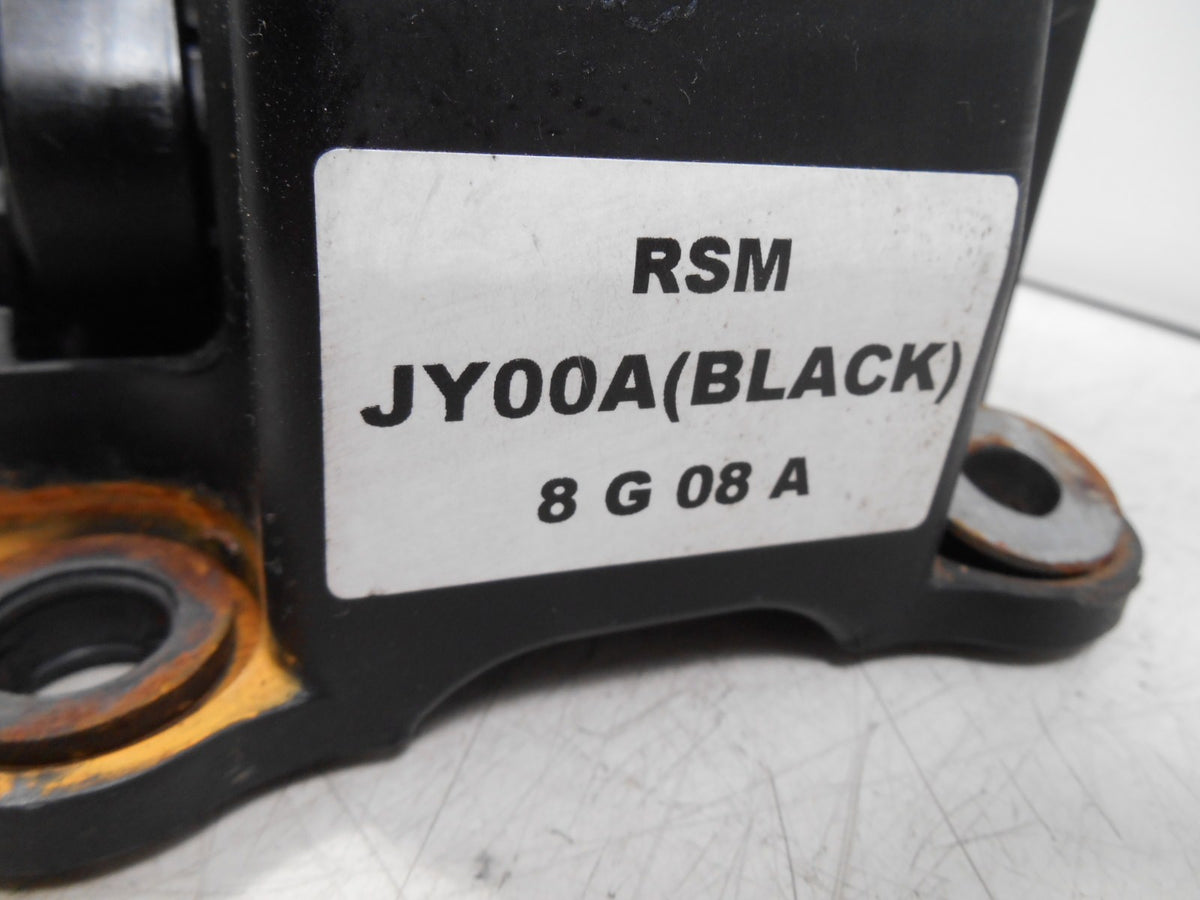 RSM
JY00A(BLACK)
8 G 08 A